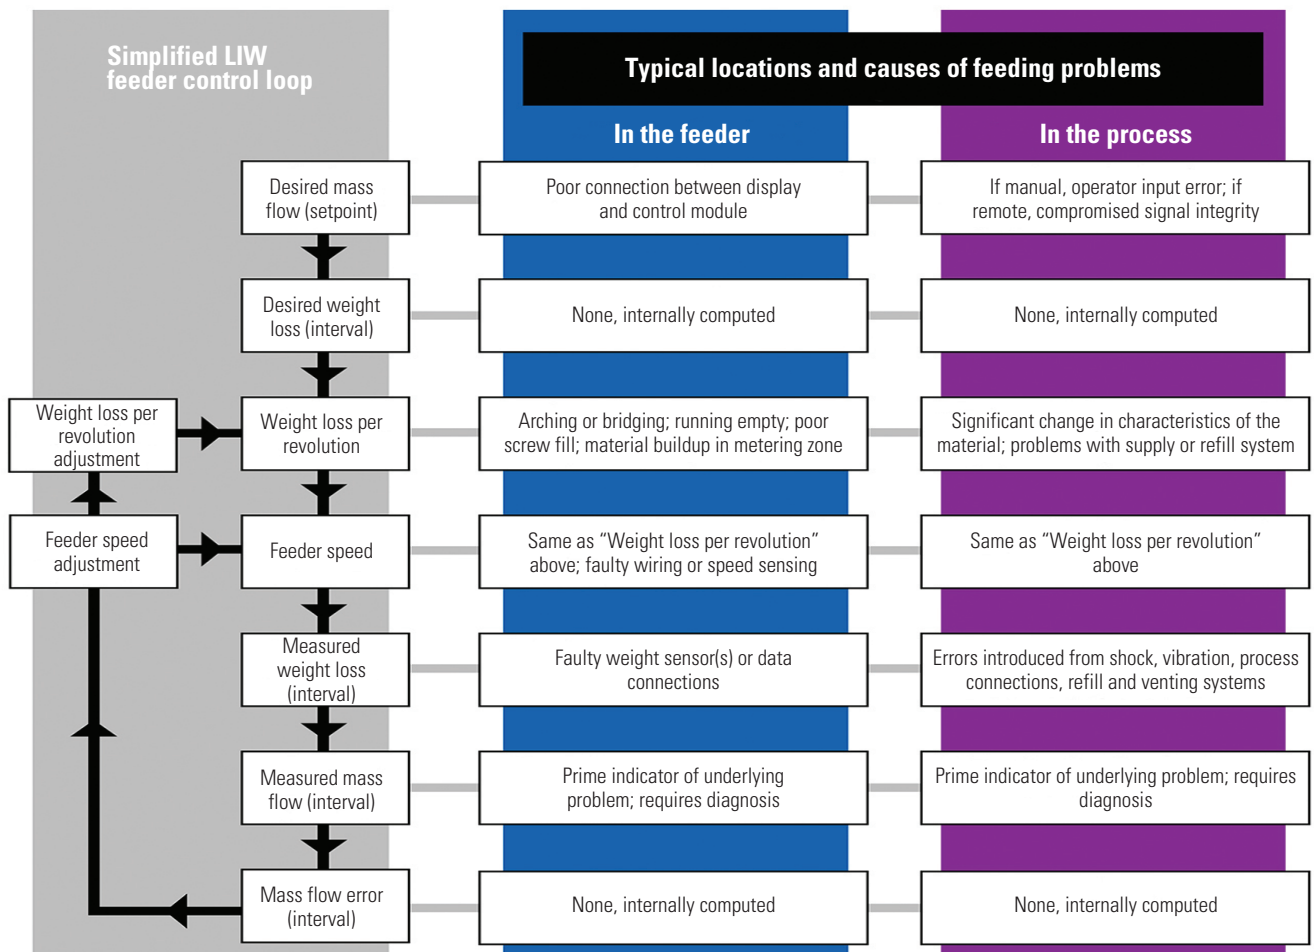 Simplified LIW
feeder control loop
Typical locations and causes of feeding problems
In the feeder
In the process
Desired mass
flow (setpoint)
Poor connection between display
and control module
If manual, operator input error; if
remote, compromised signal integrity
Desired weight
loss (interval)
None, internally computed
None, internally computed
Weight loss per
revolution
adjustment
Weight loss per
revolution
Arching or bridging; running empty; poor
screw fill; material buildup in metering zone
Significant change in characteristics of the
material; problems with supply or refill system
Feeder speed
adjustment
Feeder speed
Same as “Weight loss per revolution”
above; faulty wiring or speed sensing
Same as “Weight loss per revolution”
above
Measured
weight loss
(interval)
Faulty weight sensor(s) or data
connections
Errors introduced from shock, vibration, process
connections, refill and venting systems
Measured mass
flow (interval)
Prime indicator of underlying
problem; requires diagnosis
Prime indicator of underlying problem; requires
diagnosis
Mass flow error
(interval)
None, internally computed
None, internally computed